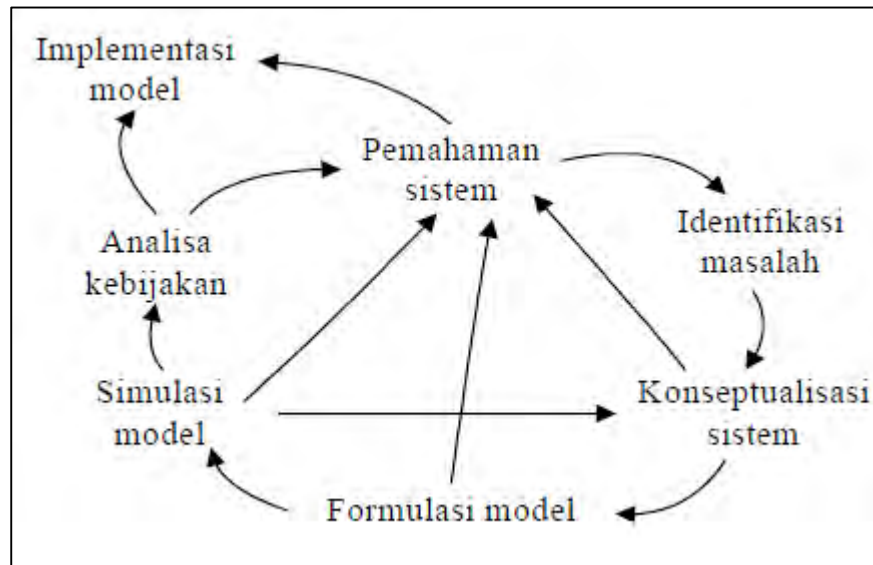 Implementasi
model
Pemahaman
sistem
Identifikasi
masalah
Analisa
kebijakan
Simulasi
model
Konseptualisasi
sistem
Formulasi model